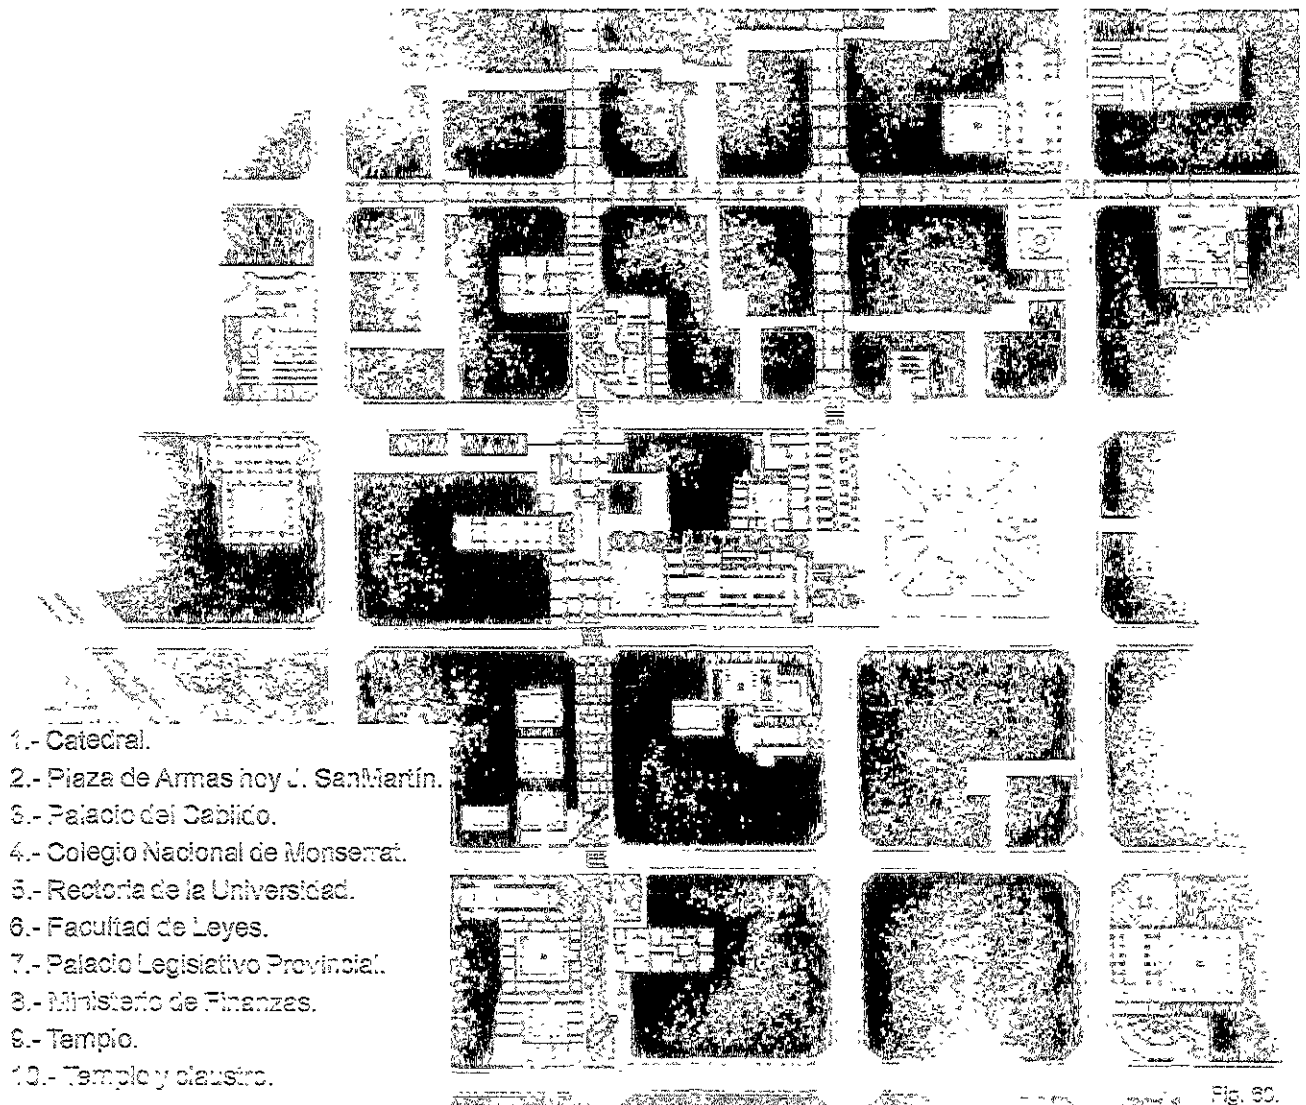 1.- Catedral.
2.- Plaza de Armas hoy J. SanMartín.
3.- Palacio del Cabildo.
4.- Colegio Nacional de Monserrat.
5.- Rectoría de la Universidad.
6.- Facultad de Leyes.
7.- Palacio Legislativo Provincial.
8.- Ministerio de Finanzas.
9.- Templo.
10.- Templo y claustro.
Fig. 60.